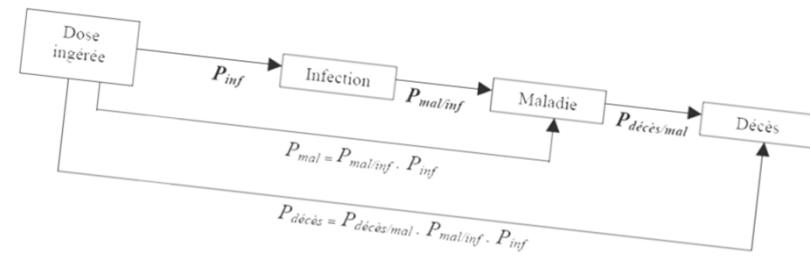 Dose
ingérée
P_inf
Infection
P_mal/inf
Maladie
P_décès/mal
Décès
P_mal = P_mal/inf . P_inf
P_décès = P_décès/mal . P_mal/inf . P_inf